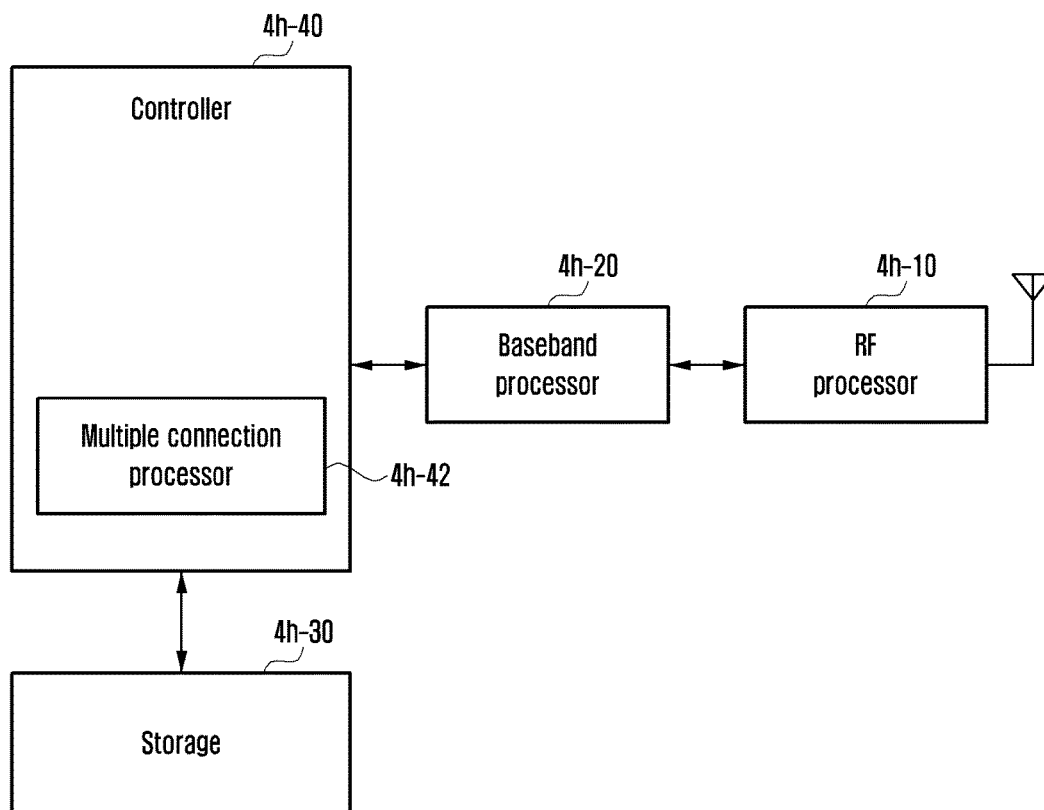 4h-40
Controller
4h-20
4h-10
Baseband
processor
RF
processor
Multiple connection
processor
4h-42
4h-30
Storage